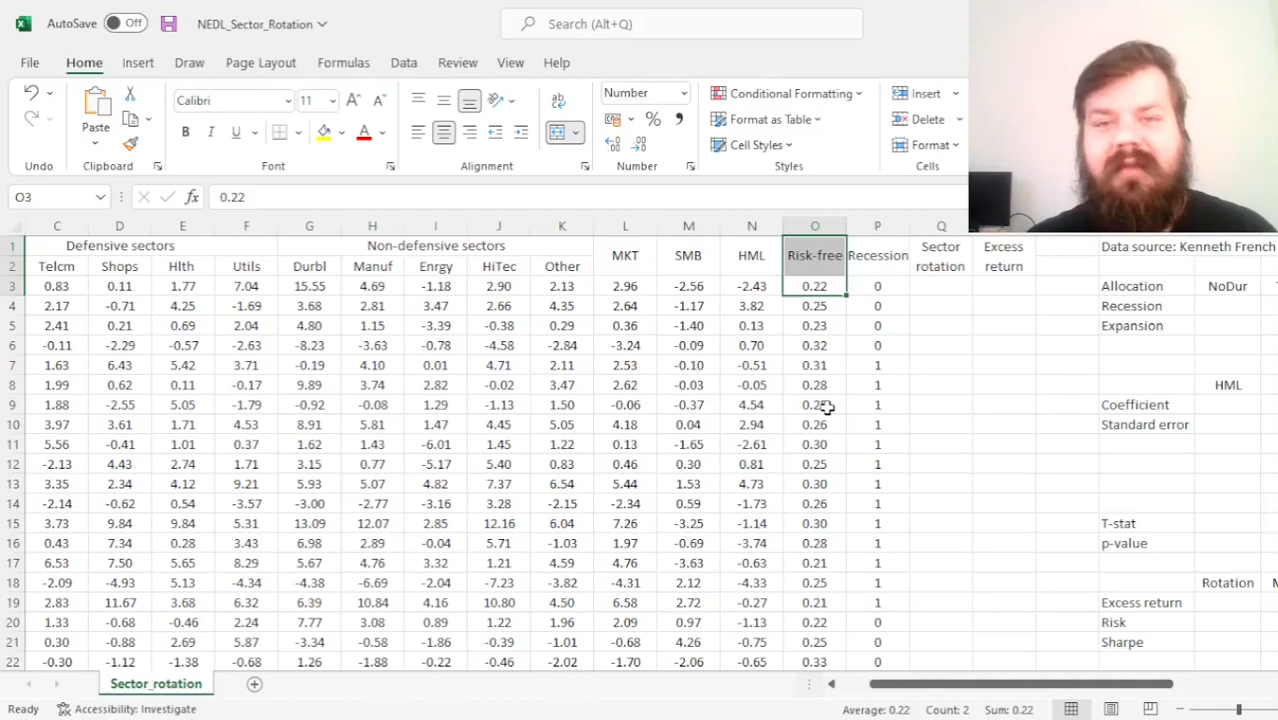 AutoSave Off NEDL_Sector_Rotation Search (Alt+Q)
File Home Insert Draw Page Layout Formulas Data Review View Help
Calibri 11 Number Conditional Formatting Insert
Paste Format as Table Delete
B I U Cell Styles Format
Undo Clipboard Font Alignment Number Styles Cells
O3 fx 0.22
C D E F G H I J K L M N O P Q R S T
1 Defensive sectors Non-defensive sectors MKT SMB HML Risk-free Recession Sector rotation Excess return Data source: Kenneth French
2 Telcm Shops Hlth Utils Durbl Manuf Enrgy HiTec Other
3 0.83 0.11 1.77 7.04 15.55 4.69 -1.18 2.90 2.13 2.96 -2.56 -2.43 0.22 0 Allocation NoDur
4 2.17 -0.71 4.25 -1.69 3.68 2.81 3.47 2.66 4.35 2.64 -1.17 3.82 0.25 0 Recession
5 2.41 0.21 0.69 2.04 4.80 1.15 -3.39 -0.38 0.29 0.36 -1.40 0.13 0.23 0 Expansion
6 -0.11 -2.29 -0.57 -2.63 -8.23 -3.63 -0.78 -4.58 -2.84 -3.24 -0.09 0.70 0.32 0
7 1.63 6.43 5.42 3.71 -0.19 4.10 0.01 4.71 2.11 2.53 -0.10 -0.51 0.31 1
8 1.99 0.62 0.11 -0.17 9.89 3.74 2.82 -0.02 3.47 2.62 -0.03 -0.05 0.28 1 HML
9 1.88 -2.55 5.05 -1.79 -0.92 -0.08 1.29 -1.13 1.50 -0.06 -0.37 4.54 1 Coefficient
10 3.97 3.61 1.71 4.53 8.91 5.81 1.47 4.45 5.05 4.18 0.04 2.94 0.26 1 Standard error
11 5.56 -0.41 1.01 0.37 1.62 1.43 -6.01 1.45 1.22 0.13 -1.65 -2.61 0.30 1
12 -2.13 4.43 2.74 1.71 3.15 0.77 -5.17 5.40 0.83 0.46 0.30 0.81 0.25 1
13 3.35 2.34 4.12 9.21 5.93 5.07 4.82 7.37 6.54 5.44 1.53 4.73 0.30 1
14 -2.14 -0.62 0.54 -3.57 -3.00 -2.77 -3.16 3.28 -2.15 -2.34 0.59 -1.73 0.26 1
15 3.73 9.84 9.84 5.31 13.09 12.07 2.85 12.16 6.04 7.26 -3.25 -1.14 0.30 1 T-stat
16 0.43 7.34 0.28 3.43 6.98 2.89 -0.04 5.71 -1.03 1.97 -0.69 -3.74 0.28 1 p-value
17 6.53 7.50 5.65 8.29 5.67 4.76 3.32 1.21 4.59 4.76 -3.63 -0.63 0.21 1
18 -2.09 -4.93 5.13 -4.34 -4.38 -6.69 -2.04 -7.23 -3.82 -4.31 2.12 -4.33 0.25 1 Rotation
19 2.83 11.67 3.68 6.32 6.39 10.84 4.16 10.80 4.50 6.58 2.72 -0.27 0.21 1 Excess return
20 1.33 -0.68 -0.46 2.24 7.77 3.08 0.89 1.22 1.96 2.09 0.97 -1.13 0.22 0 Risk
21 0.30 -0.88 2.69 5.87 -3.34 -0.58 -1.86 -0.39 -1.01 -0.68 4.26 -0.75 0.25 0 Sharpe
22 -0.30 -1.12 -1.38 -0.68 1.26 -1.88 -0.22 -0.46 -2.02 -1.70 -2.06 -0.65 0.33 0
Sector_rotation
Ready Accessibility: Investigate Average: 0.22 Count: 2 Sum: 0.22